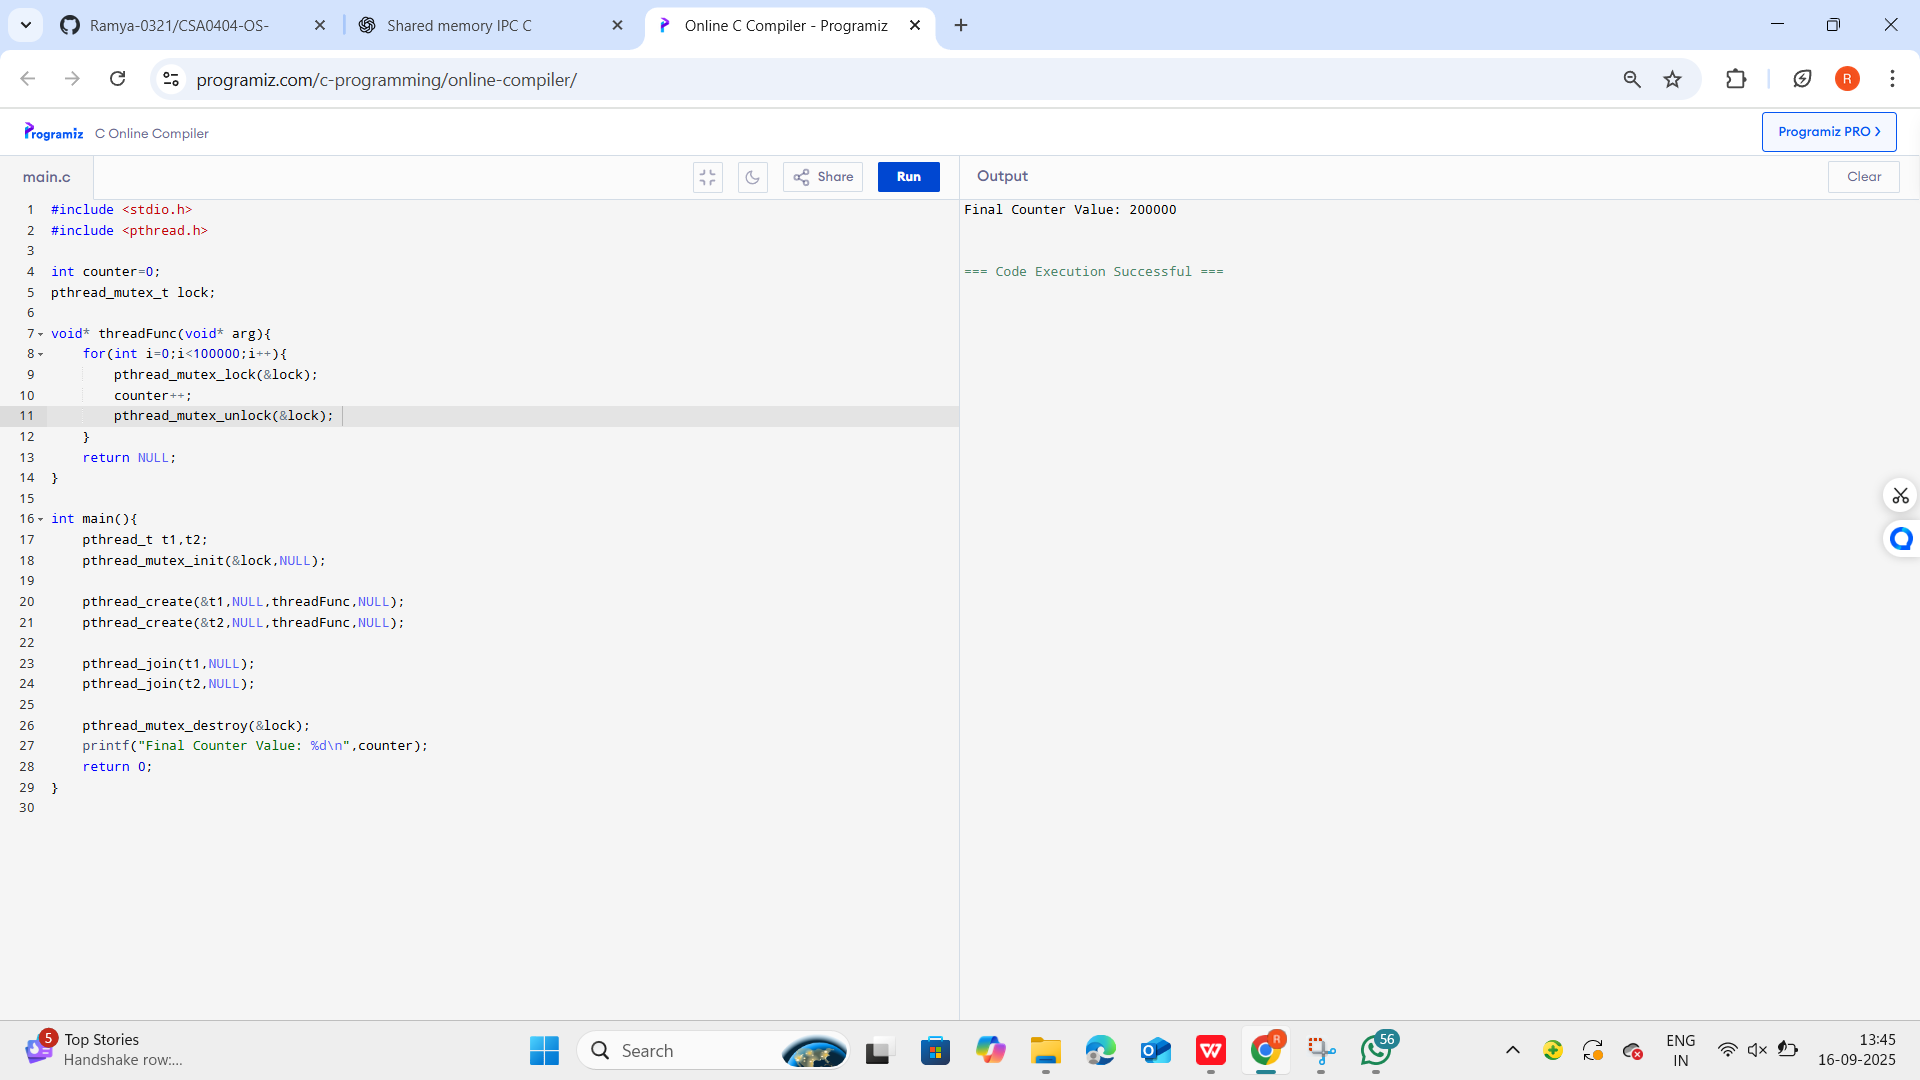 Ramya-0321/CSA0404-OS-
Shared memory IPC C
Online C Compiler - Programiz
programiz.com/c-programming/online-compiler/
R
Programiz
C Online Compiler
Programiz PRO
main.c
Share
Run
Output
Clear
1 #include <stdio.h>
2 #include <pthread.h>
3
4 int counter=0;
5 pthread_mutex_t lock;
6
7 void* threadFunc(void* arg){
8     for(int i=0;i<100000;i++){
9         pthread_mutex_lock(&lock);
10         counter++;
11         pthread_mutex_unlock(&lock);
12     }
13     return NULL;
14 }
15
16 int main(){
17     pthread_t t1,t2;
18     pthread_mutex_init(&lock,NULL);
19
20     pthread_create(&t1,NULL,threadFunc,NULL);
21     pthread_create(&t2,NULL,threadFunc,NULL);
22
23     pthread_join(t1,NULL);
24     pthread_join(t2,NULL);
25
26     pthread_mutex_destroy(&lock);
27     printf("Final Counter Value: %d\n",counter);
28     return 0;
29 }
30
Final Counter Value: 200000
=== Code Execution Successful ===
5
Top Stories
Handshake row:...
Search
R
56
ENG
IN
13:45
16-09-2025